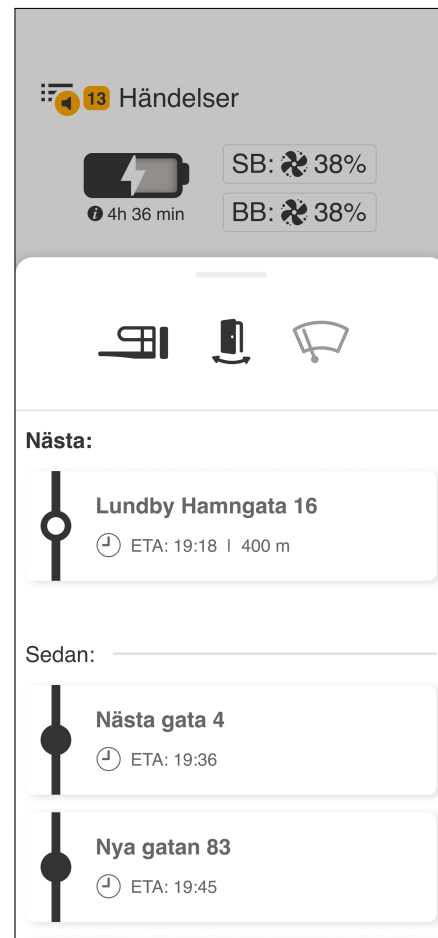 13 Händelser
SB: 38%
4h 36 min
BB: 38%
Nästa:
Lundby Hamngata 16
ETA: 19:18 | 400 m
Sedan:
Nästa gata 4
ETA: 19:36
Nya gatan 83
ETA: 19:45